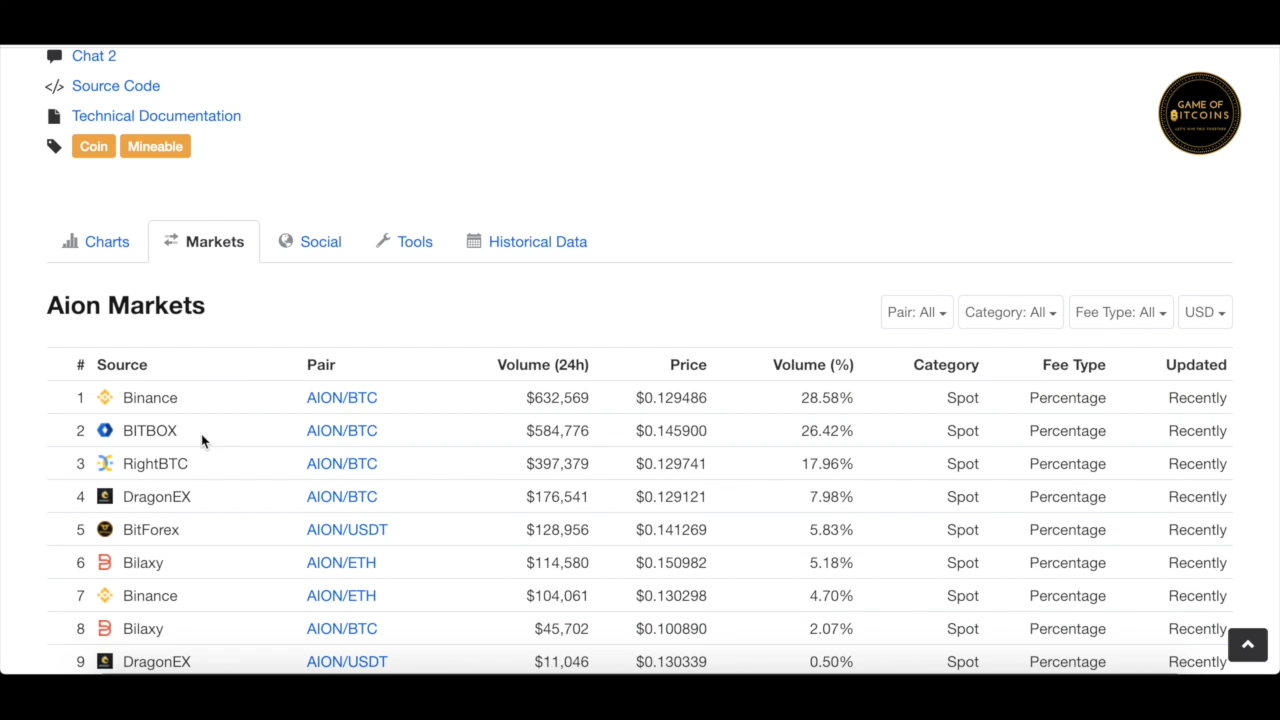 Chat 2
</> Source Code
Technical Documentation
Coin Mineable
GAME OF
BITCOINS
LET'S WIN THIS TOGETHER
Charts Markets Social Tools Historical Data
Aion Markets
Pair: All Category: All Fee Type: All USD
# Source Pair Volume (24h) Price Volume (%) Category Fee Type Updated
1 Binance AION/BTC $632,569 $0.129486 28.58% Spot Percentage Recently
2 BITBOX AION/BTC $584,776 $0.145900 26.42% Spot Percentage Recently
3 RightBTC AION/BTC $397,379 $0.129741 17.96% Spot Percentage Recently
4 DragonEX AION/BTC $176,541 $0.129121 7.98% Spot Percentage Recently
5 BitForex AION/USDT $128,956 $0.141269 5.83% Spot Percentage Recently
6 Bilaxy AION/ETH $114,580 $0.150982 5.18% Spot Percentage Recently
7 Binance AION/ETH $104,061 $0.130298 4.70% Spot Percentage Recently
8 Bilaxy AION/BTC $45,702 $0.100890 2.07% Spot Percentage Recently
9 DragonEX AION/USDT $11,046 $0.130339 0.50% Spot Percentage Recently